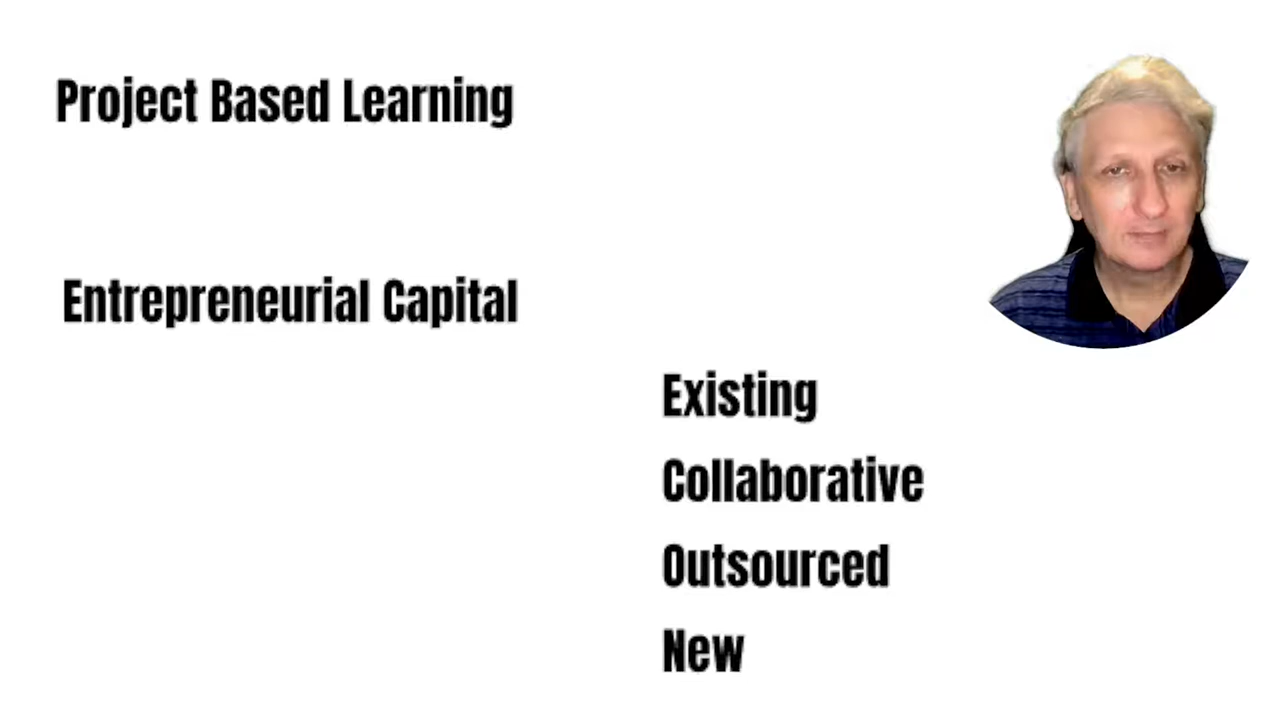 Project Based Learning
Entrepreneurial Capital
Existing
Collaborative
Outsourced
New